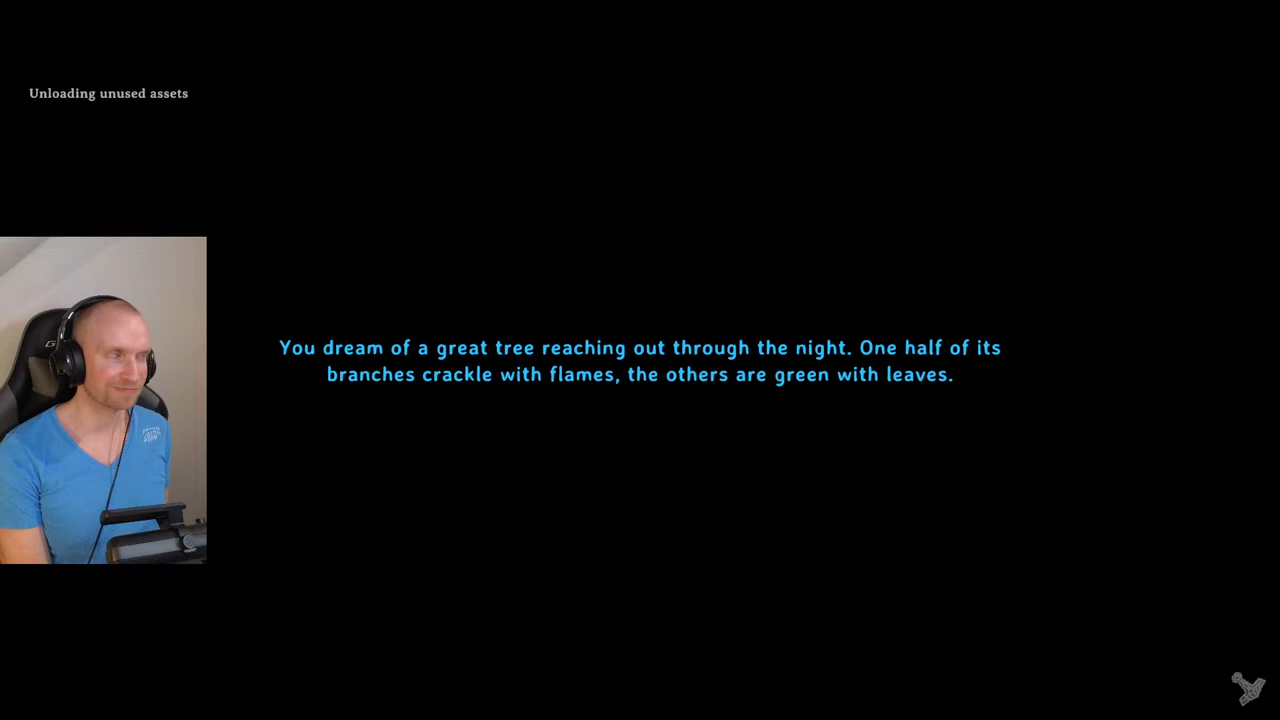 Unloading unused assets
You dream of a great tree reaching out through the night. One half of its
branches crackle with flames, the others are green with leaves.